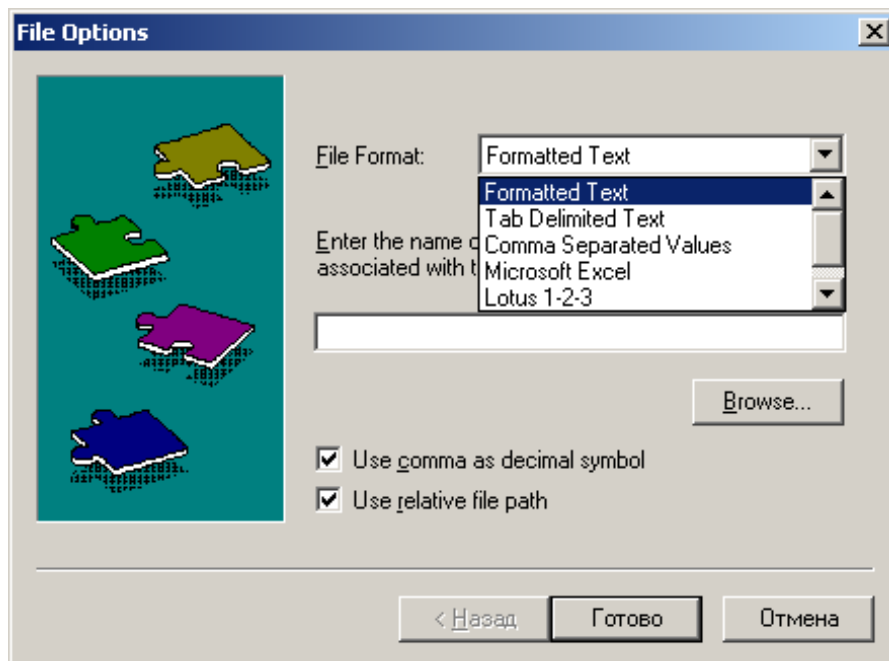 File Options
File Format:
Formatted Text
Formatted Text
Tab Delimited Text
Comma Separated Values
Microsoft Excel
Lotus 1-2-3
Enter the name
associated with
Browse...
Use comma as decimal symbol
Use relative file path
< Назад
Готово
Отмена